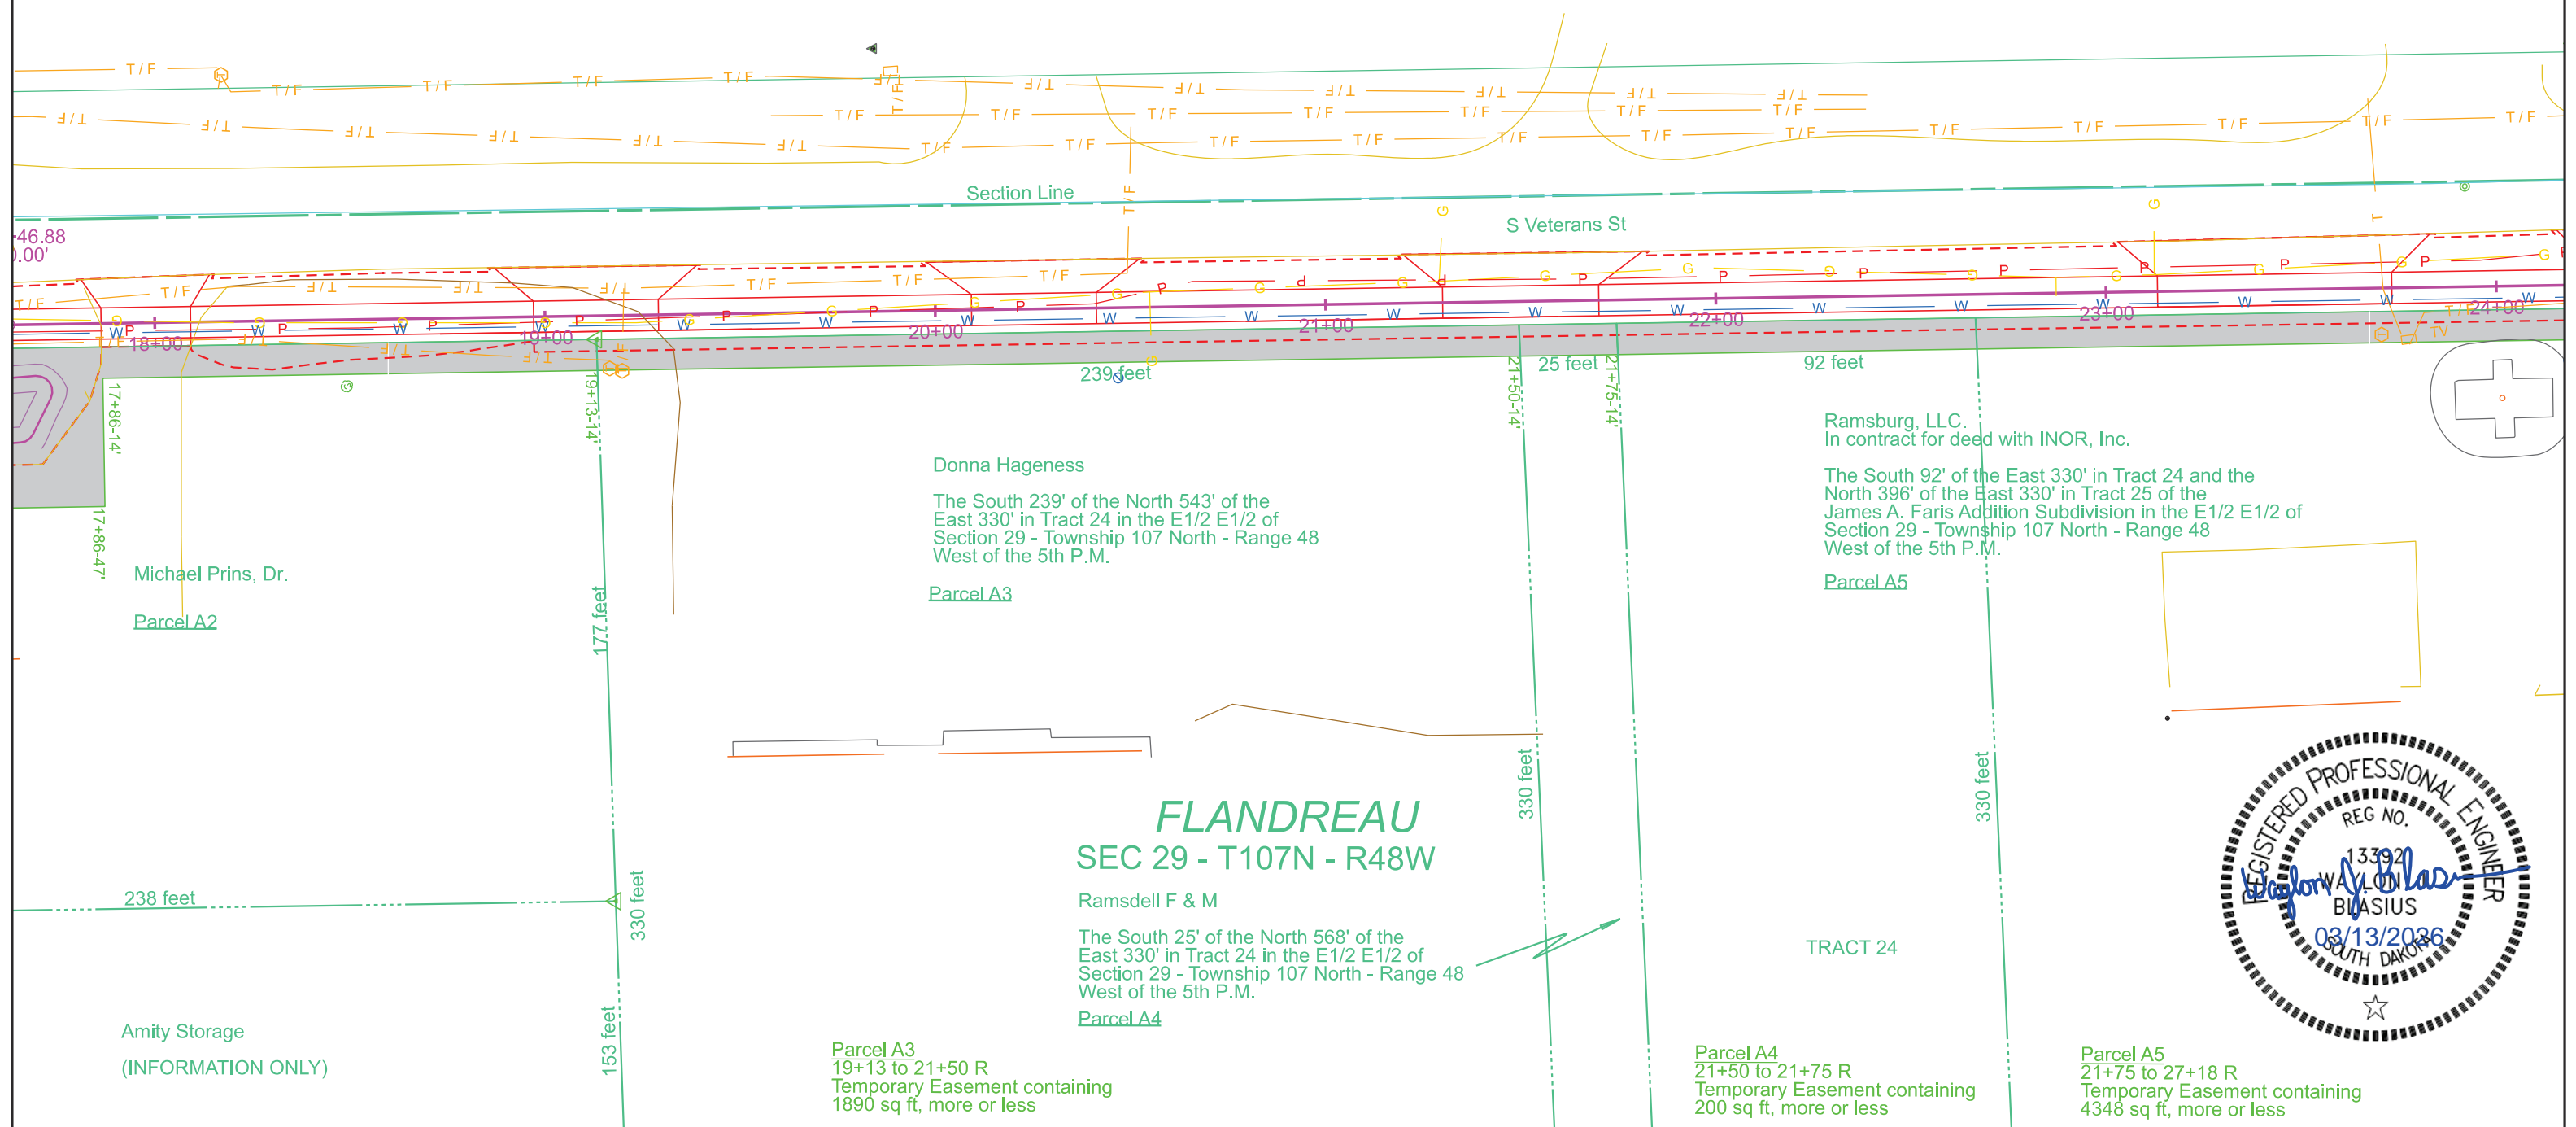 T/F T/F T/F T/F T/F T/F T/F T/F T/F T/F T/F T/F
T/F T/F T/F T/F T/F T/F T/F
T/F T/F T/F T/F T/F T/F T/F T/F T/F T/F T/F T/F T/F T/F T/F T/F T/F T/F
Section Line
S Veterans St
46.88
0.00'
T/F T/F T/F T/F T/F T/F T/F
G G G G G G G G G G G G
P P P P P P P P P P P P P P P
W W W W W W W W W W W W W W W W W W
18+00
19+00
20+00
21+00
22+00
23+00
24+00
T/F
TV
239 feet
25 feet
92 feet
17+86-14'
17+86-47'
19+13-14'
21+50-14'
21+75-14'
Michael Prins, Dr.
Parcel A2
177 feet
Donna Hageness
The South 239' of the North 543' of the
East 330' in Tract 24 in the E1/2 E1/2 of
Section 29 - Township 107 North - Range 48
West of the 5th P.M.
Parcel A3
Ramsburg, LLC.
In contract for deed with INOR, Inc.
The South 92' of the East 330' in Tract 24 and the
North 396' of the East 330' in Tract 25 of the
James A. Faris Addition Subdivision in the E1/2 E1/2 of
Section 29 - Township 107 North - Range 48
West of the 5th P.M.
Parcel A5
330 feet
330 feet
FLANDREAU
SEC 29 - T107N - R48W
Ramsdell F & M
The South 25' of the North 568' of the
East 330' in Tract 24 in the E1/2 E1/2 of
Section 29 - Township 107 North - Range 48
West of the 5th P.M.
Parcel A4
TRACT 24
238 feet
330 feet
153 feet
Amity Storage
(INFORMATION ONLY)
Parcel A3
19+13 to 21+50 R
Temporary Easement containing
1890 sq ft, more or less
Parcel A4
21+50 to 21+75 R
Temporary Easement containing
200 sq ft, more or less
Parcel A5
21+75 to 27+18 R
Temporary Easement containing
4348 sq ft, more or less
REGISTERED PROFESSIONAL ENGINEER
REG NO.
13392
WAYLON J.
BLASIUS
Waylon J. Blas
03/13/2026
SOUTH DAKOTA